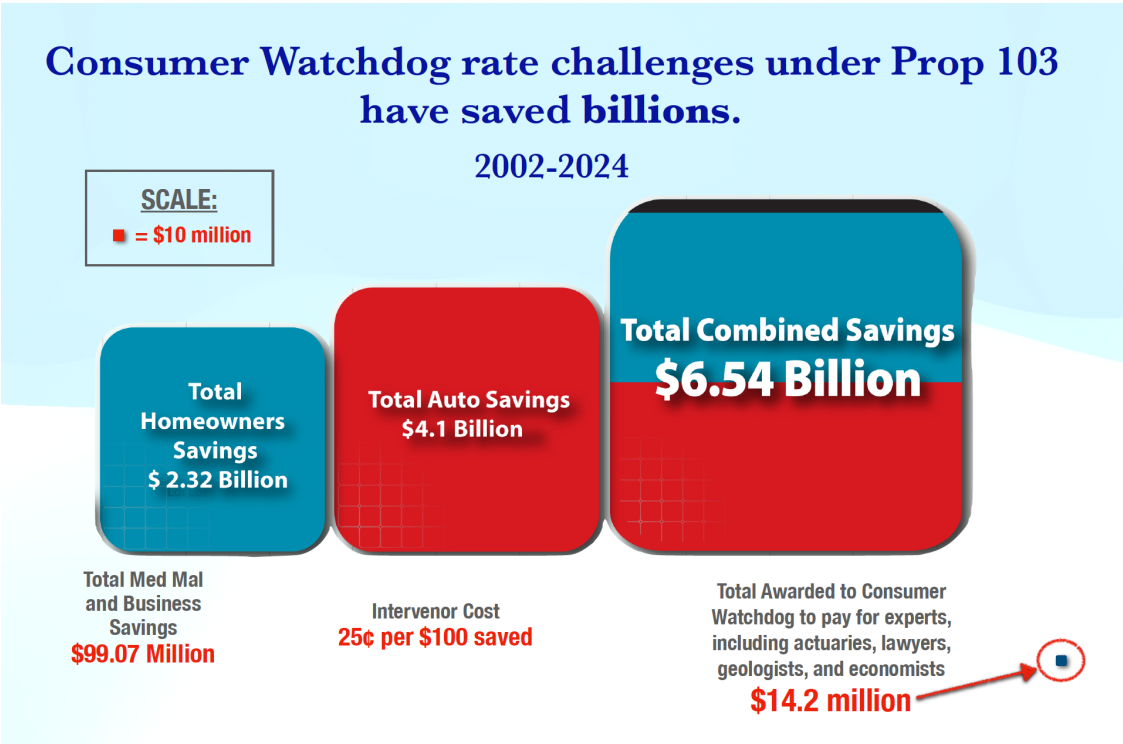 Consumer Watchdog rate challenges under Prop 103
have saved billions.
2002-2024
SCALE:
= $10 million
Total
Homeowners
Savings
$ 2.32 Billion
Total Auto Savings
$4.1 Billion
Total Combined Savings
$6.54 Billion
Total Med Mal
and Business
Savings
$99.07 Million
Intervenor Cost
25¢ per $100 saved
Total Awarded to Consumer
Watchdog to pay for experts,
including actuaries, lawyers,
geologists, and economists
$14.2 million